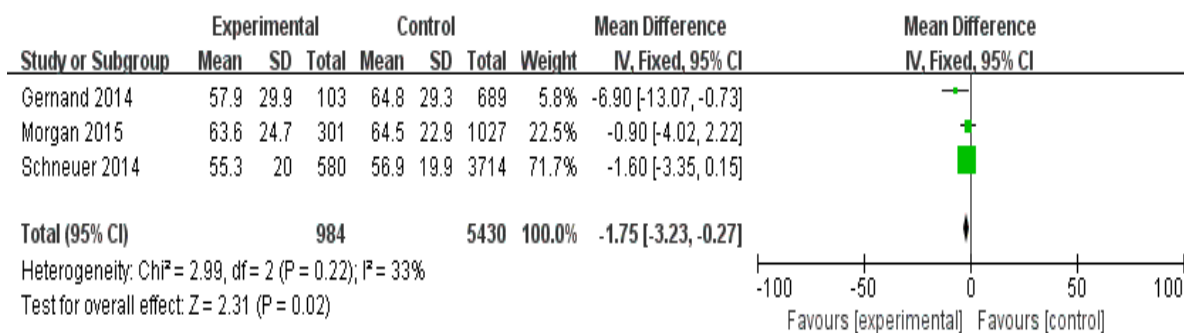 Experimental Control Mean Difference Mean Difference
Study or Subgroup Mean SD Total Mean SD Total Weight IV, Fixed, 95% CI IV, Fixed, 95% CI
Gernand 2014 57.9 29.9 103 64.8 29.3 689 5.8% -6.90 [-13.07, -0.73]
Morgan 2015 63.6 24.7 301 64.5 22.9 1027 22.5% -0.90 [-4.02, 2.22]
Schneuer 2014 55.3 20 580 56.9 19.9 3714 71.7% -1.60 [-3.35, 0.15]
Total (95% CI) 984 5430 100.0% -1.75 [-3.23, -0.27]
Heterogeneity: Chi² = 2.99, df = 2 (P = 0.22); I² = 33%
Test for overall effect: Z = 2.31 (P = 0.02)
-100 -50 0 50 100
Favours [experimental] Favours [control]